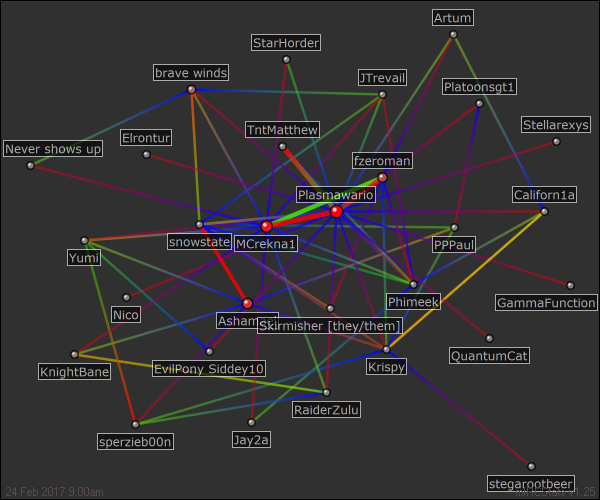 Artum
StarHorder
brave winds
JTrevail
Platoonsgt1
TntMatthew
Stellarexys
Elrontur
Never shows up
fzeroman
Plasmawario
Californ1a
snowstate
MCrekna1
PPPaul
Yumi
Phimeek
GammaFunction
Nico
Skirmisher [they/them]
QuantumCat
KnightBane
EvilPony Siddey10
Krispy
RaiderZulu
sperzieb00n
Jay2a
stegarootbeer
24 Feb 2017 9:00am